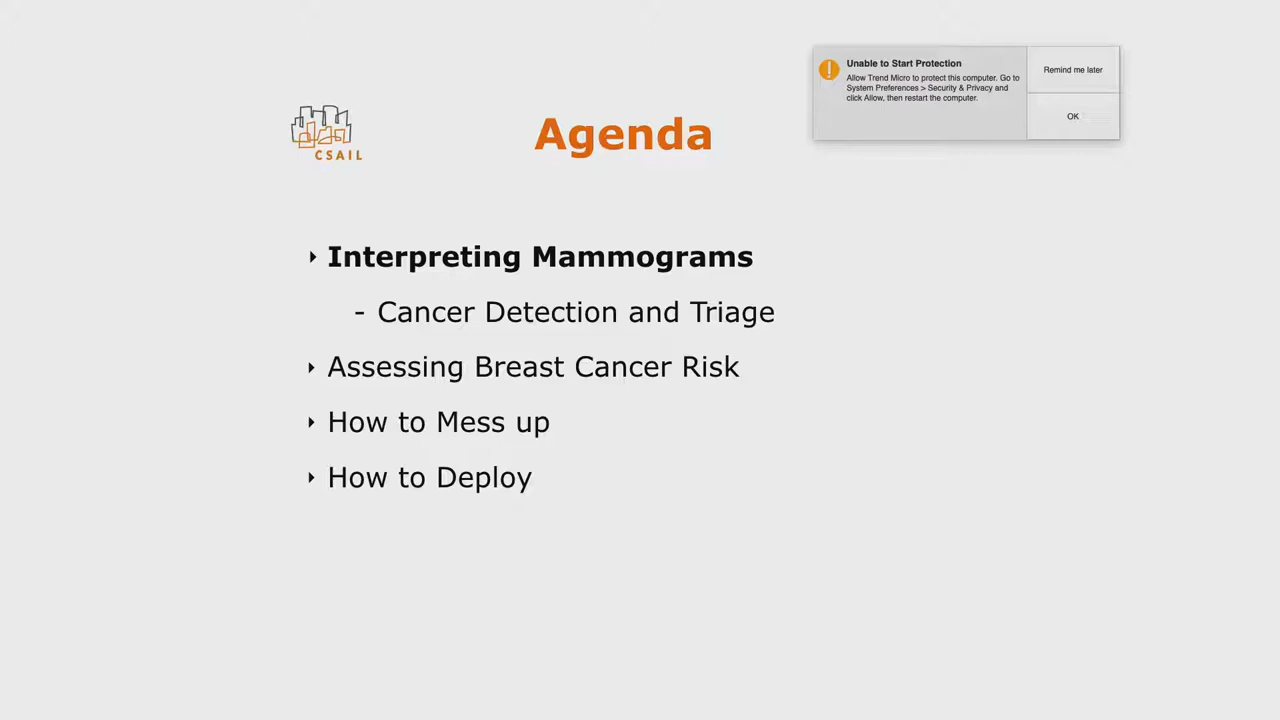 Unable to Start Protection
Allow Trend Micro to protect this computer. Go to
System Preferences > Security & Privacy and
click Allow, then restart the computer.
Remind me later
OK
CSAIL
Agenda
‣ Interpreting Mammograms
- Cancer Detection and Triage
‣ Assessing Breast Cancer Risk
‣ How to Mess up
‣ How to Deploy